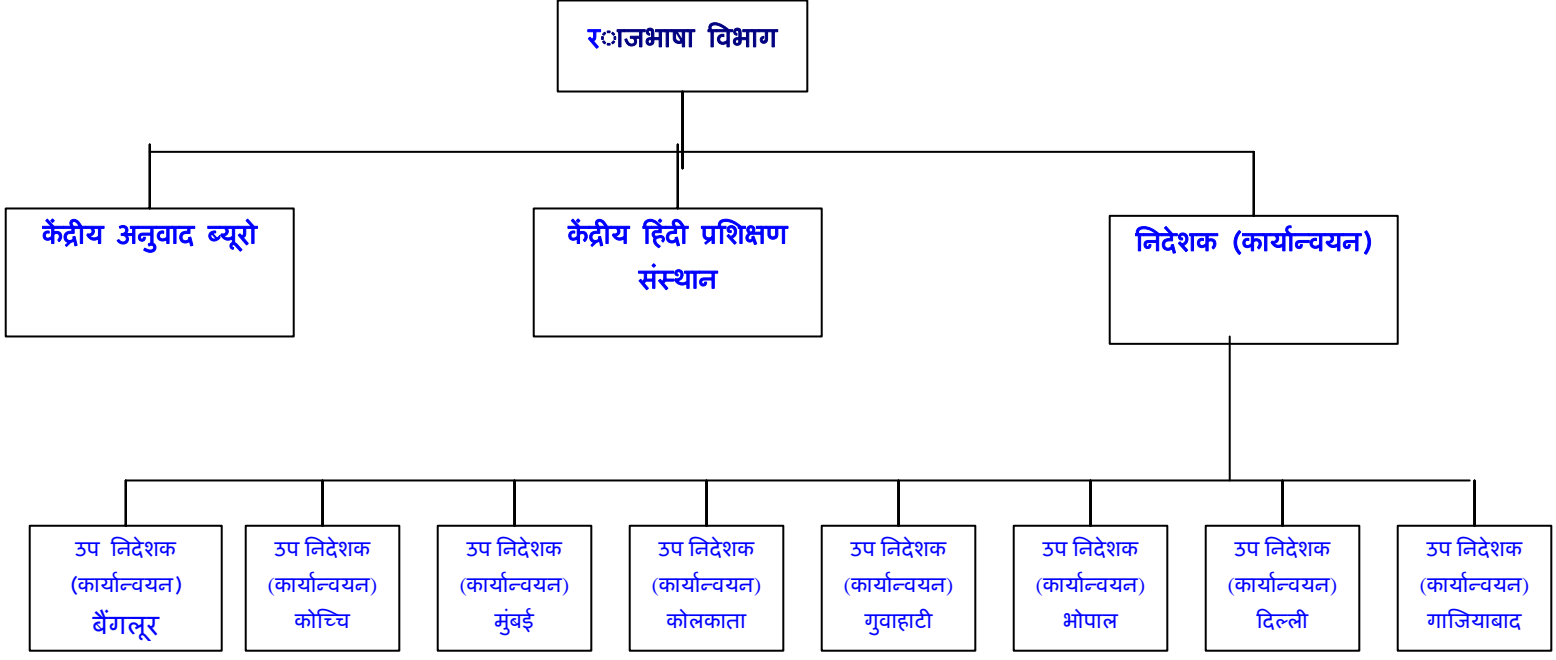 राजभाषा विभाग
केंद्रीय अनुवाद ब्यूरो
केंद्रीय हिंदी प्रशिक्षण
संस्थान
निदेशक (कार्यान्वयन)
उप निदेशक
(कार्यान्वयन)
बैंगलूर
उप निदेशक
(कार्यान्वयन)
कोच्चि
उप निदेशक
(कार्यान्वयन)
मुंबई
उप निदेशक
(कार्यान्वयन)
कोलकाता
उप निदेशक
(कार्यान्वयन)
गुवाहाटी
उप निदेशक
(कार्यान्वयन)
भोपाल
उप निदेशक
(कार्यान्वयन)
दिल्ली
उप निदेशक
(कार्यान्वयन)
गाजियाबाद